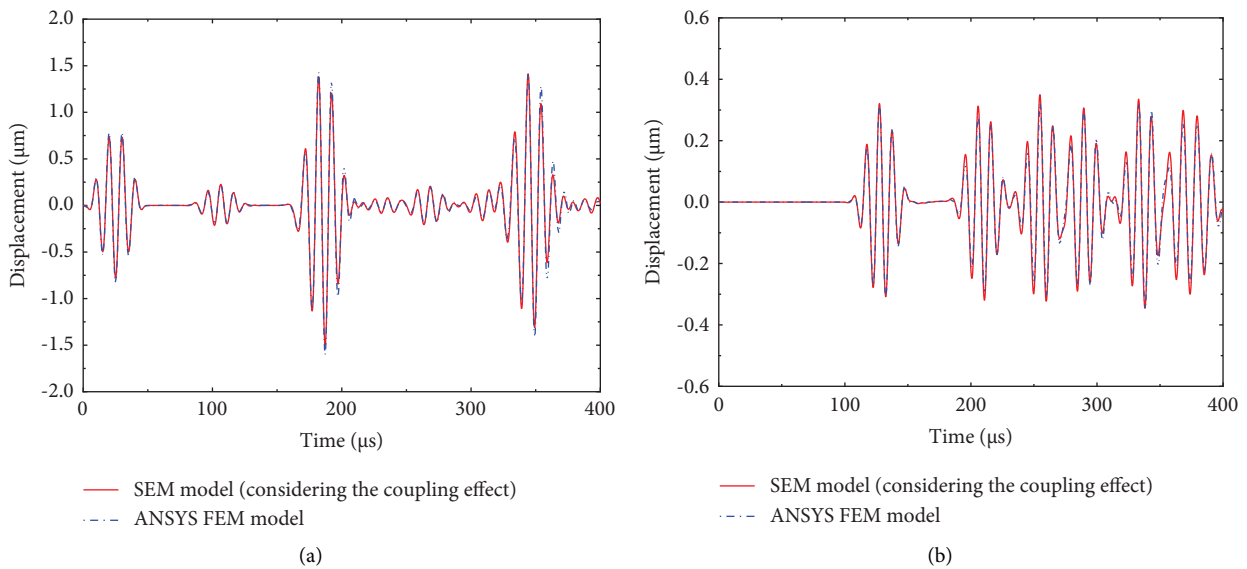 2.0
1.5
1.0
0.5
0.0
-0.5
-1.0
-1.5
-2.0
Displacement (µm)
0 100 200 300 400
Time (µs)
SEM model (considering the coupling effect)
ANSYS FEM model
(a)
0.6
0.4
0.2
0.0
-0.2
-0.4
-0.6
Displacement (µm)
0 100 200 300 400
Time (µs)
SEM model (considering the coupling effect)
ANSYS FEM model
(b)